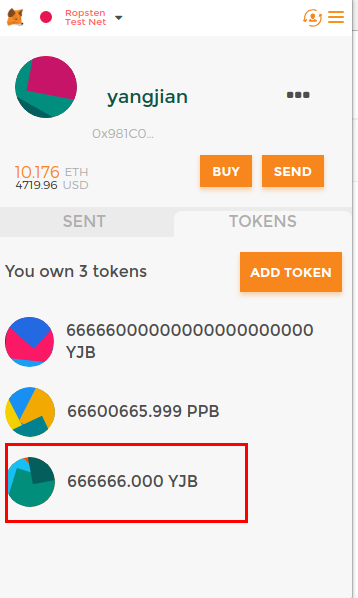 Ropsten
Test Net
yangjian
0x981C0...
10.176 ETH
4719.96 USD
BUY
SEND
SENT
TOKENS
You own 3 tokens
ADD TOKEN
66666000000000000000000
YJB
66600665.999 PPB
666666.000 YJB